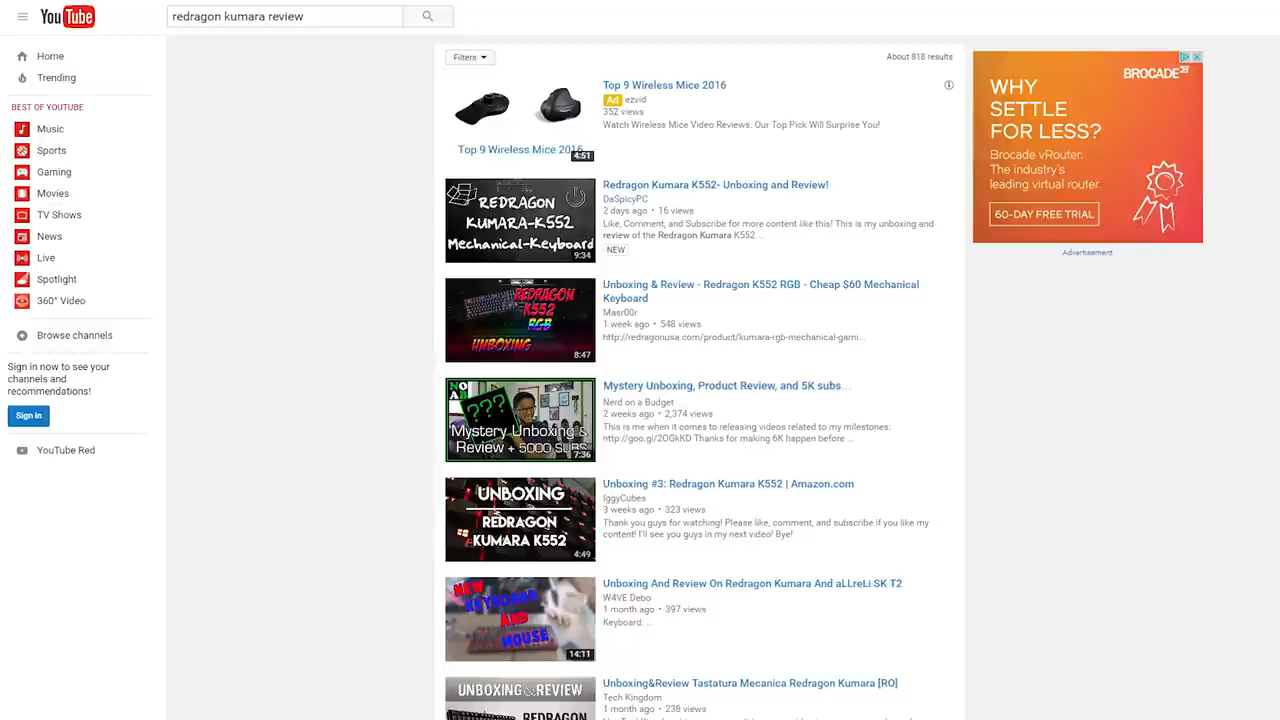 YouTube
redragon kumara review
Home
Trending
BEST OF YOUTUBE
Music
Sports
Gaming
Movies
TV Shows
News
Live
Spotlight
360° Video
Browse channels
Sign in now to see your
channels and
recommendations!
Sign in
YouTube Red
Filters
About 818 results
Top 9 Wireless Mice 2016
4:51
Top 9 Wireless Mice 2016
Ad ezvid
352 views
Watch Wireless Mice Video Reviews. Our Top Pick Will Surprise You!
REDRAGON
KUMARA-K552
Mechanical-Keyboard
9:34
Redragon Kumara K552- Unboxing and Review!
DaSpicyPC
2 days ago • 16 views
Like, Comment, and Subscribe for more content like this! This is my unboxing and
review of the Redragon Kumara K552 ...
NEW
REDRAGON
K552
RGB
UNBOXING
8:47
Unboxing & Review - Redragon K552 RGB - Cheap $60 Mechanical
Keyboard
Masr00r
1 week ago • 548 views
http://redragonusa.com/product/kumara-rgb-mechanical-gami...
NO
AB
???
Mystery Unboxing &
Review + 5000 SUBS
7:36
Mystery Unboxing, Product Review, and 5K subs...
Nerd on a Budget
2 weeks ago • 2,374 views
This is me when it comes to releasing videos related to my milestones:
http://goo.gl/2OGkKD Thanks for making 6K happen before ...
UNBOXING
REDRAGON
KUMARA K552
4:49
Unboxing #3: Redragon Kumara K552 | Amazon.com
IggyCubes
3 weeks ago • 323 views
Thank you guys for watching! Please like, comment, and subscribe if you like my
content! I'll see you guys in my next video! Bye!
NEW
KEYBOARD
AND
MOUSE
14:11
Unboxing And Review On Redragon Kumara And aLLreLi SK T2
W4VE Debo
1 month ago • 397 views
Keyboard. ...
UNBOXING&REVIEW
REDRAGON
Unboxing&Review Tastatura Mecanica Redragon Kumara [RO]
Tech Kingdom
1 month ago • 238 views
BROCADE
WHY
SETTLE
FOR LESS?
Brocade vRouter:
The industry's
leading virtual router.
60-DAY FREE TRIAL
Advertisement